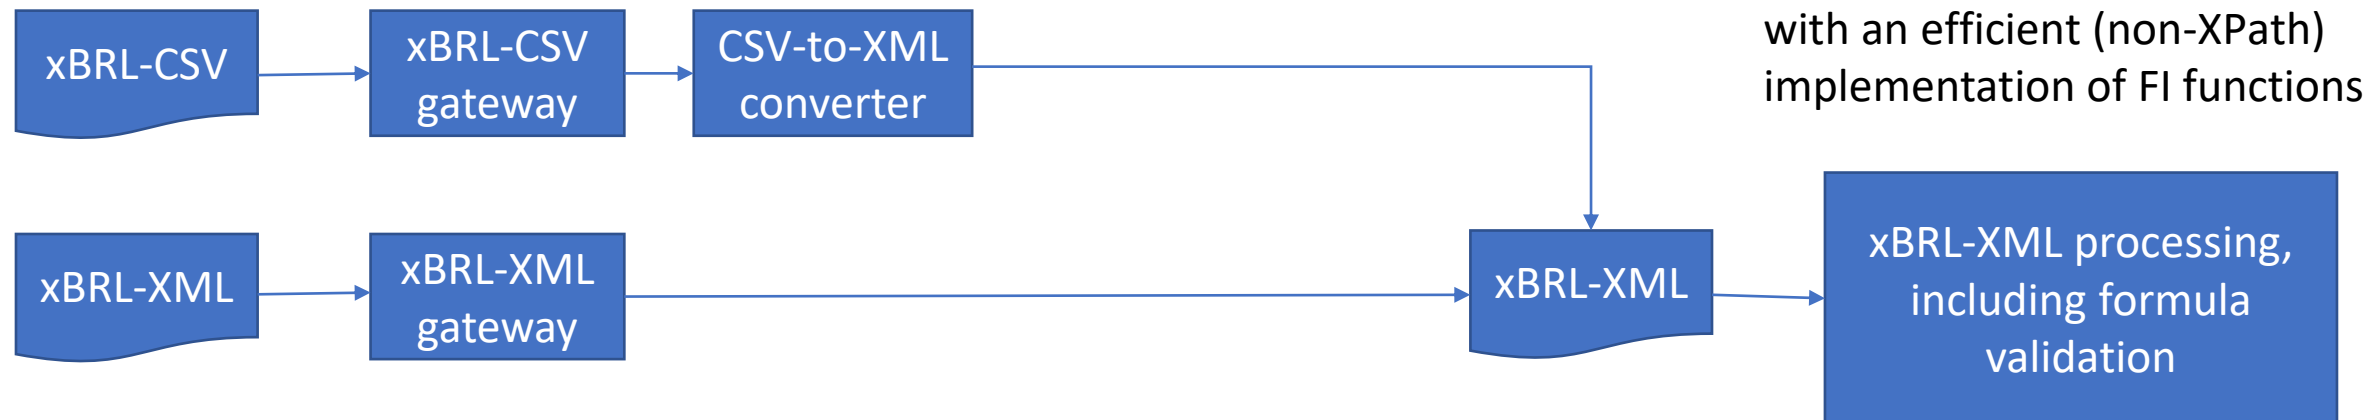 xBRL-CSV
xBRL-CSV
gateway
CSV-to-XML
converter
with an efficient (non-XPath)
implementation of FI functions
xBRL-XML
xBRL-XML
gateway
xBRL-XML
xBRL-XML processing,
including formula
validation